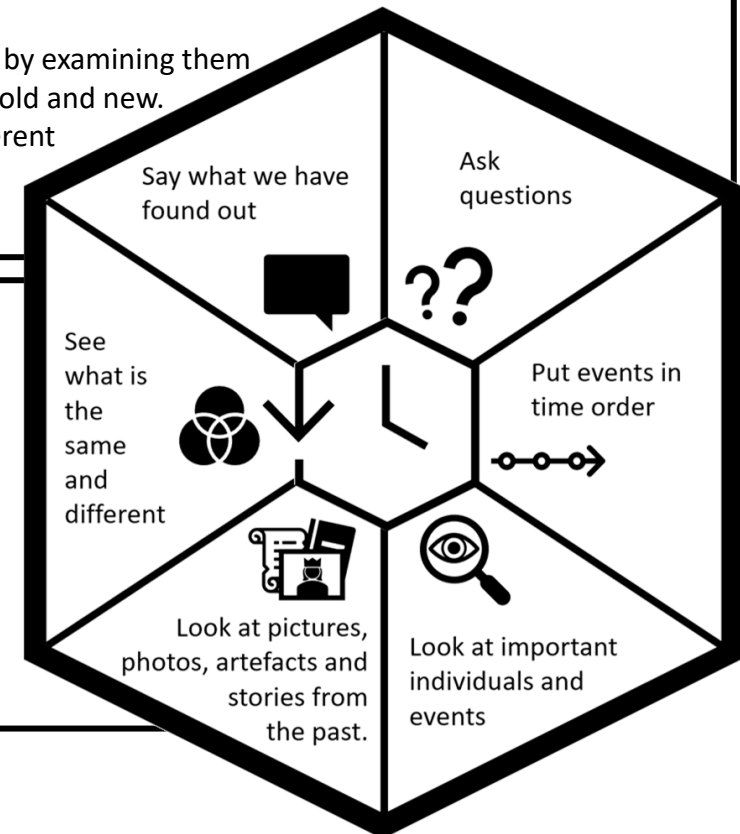 by examining them
old and new.
Say what we have
found out
Ask
questions
??
Put events in
time order
Look at important
individuals and
events
Look at pictures,
photos, artefacts and
stories from
the past.
See
what is
the
same
and
different